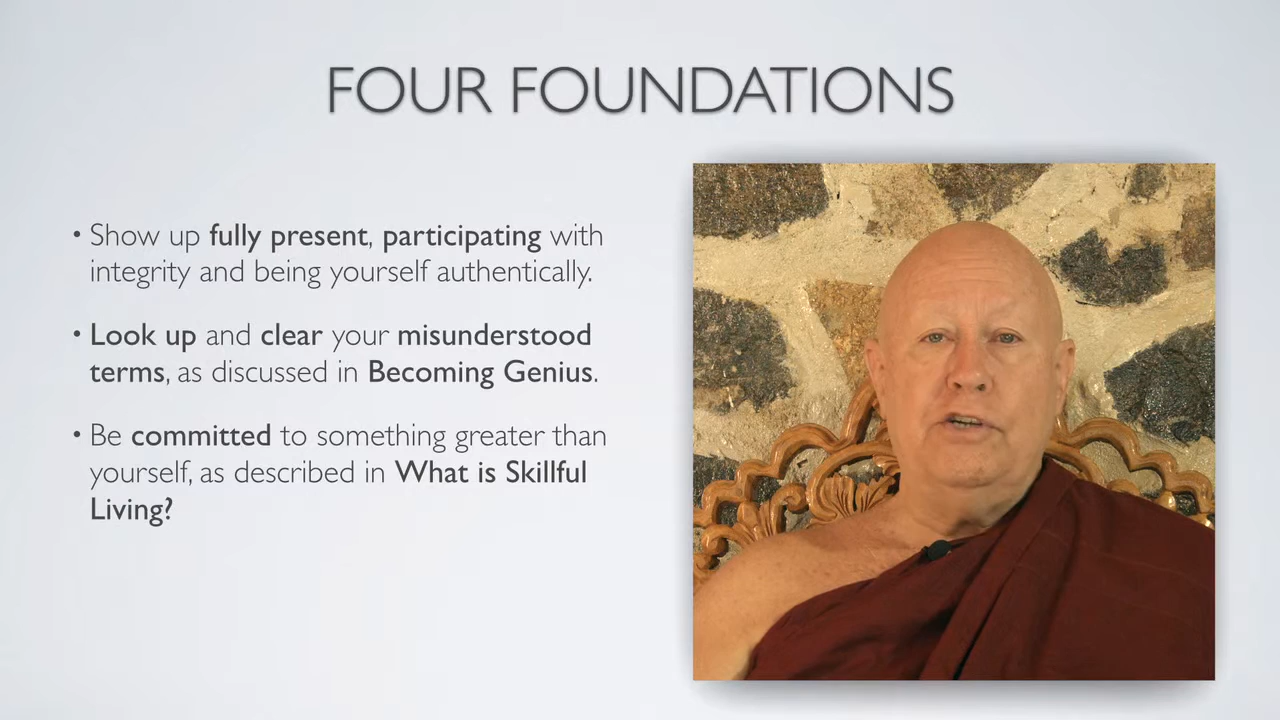 FOUR FOUNDATIONS
• Show up fully present, participating with
integrity and being yourself authentically.
• Look up and clear your misunderstood
terms, as discussed in Becoming Genius.
• Be committed to something greater than
yourself, as described in What is Skillful
Living?